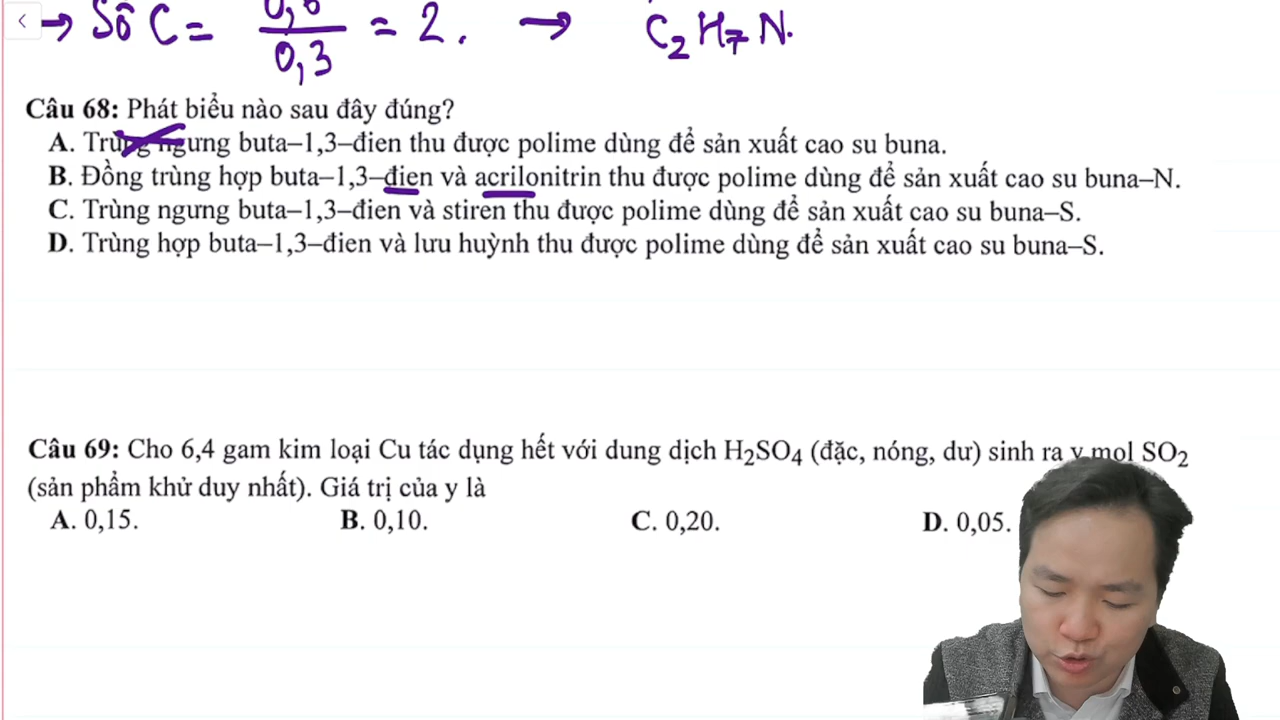 → Số C = 0,6 / 0,3 = 2. → C₂H₇N.
Câu 68: Phát biểu nào sau đây đúng?
A. Trùng ngưng buta–1,3–đien thu được polime dùng để sản xuất cao su buna.
B. Đồng trùng hợp buta–1,3–đien và acrilonitrin thu được polime dùng để sản xuất cao su buna–N.
C. Trùng ngưng buta–1,3–đien và stiren thu được polime dùng để sản xuất cao su buna–S.
D. Trùng hợp buta–1,3–đien và lưu huỳnh thu được polime dùng để sản xuất cao su buna–S.
Câu 69: Cho 6,4 gam kim loại Cu tác dụng hết với dung dịch H₂SO₄ (đặc, nóng, dư) sinh ra y mol SO₂
(sản phẩm khử duy nhất). Giá trị của y là
A. 0,15. B. 0,10. C. 0,20. D. 0,05.